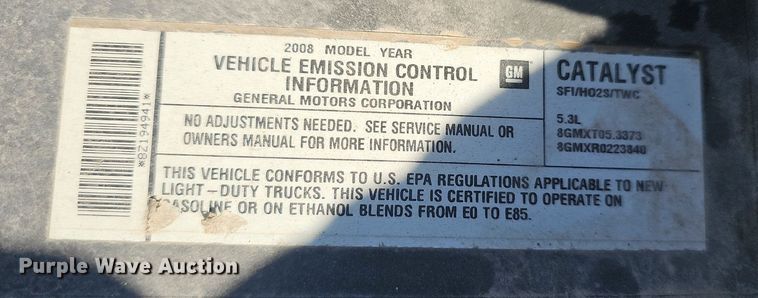 2008 MODEL YEAR
VEHICLE EMISSION CONTROL
INFORMATION
GENERAL MOTORS CORPORATION
GM
CATALYST
SFI/HO2S/TWC
5.3L
8GMXT05.3373
8GMXR0223840
NO ADJUSTMENTS NEEDED. SEE SERVICE MANUAL OR
OWNERS MANUAL FOR MORE INFORMATION.
THIS VEHICLE CONFORMS TO U.S. EPA REGULATIONS APPLICABLE TO NEW
LIGHT-DUTY TRUCKS. THIS VEHICLE IS CERTIFIED TO OPERATE ON
GASOLINE OR ON ETHANOL BLENDS FROM E0 TO E85.
*8Z194941*
Purple Wave Auction